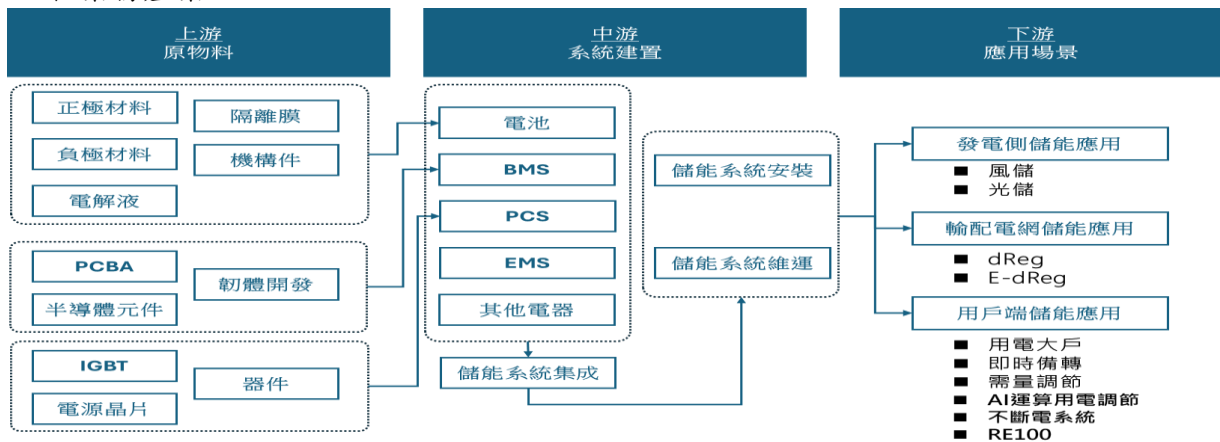 上游
原物料
中游
系統建置
下游
應用場景
正極材料
隔離膜
負極材料
機構件
電解液
PCBA
韌體開發
半導體元件
IGBT
器件
電源晶片
電池
BMS
PCS
EMS
其他電器
儲能系統集成
儲能系統安裝
儲能系統維運
發電側儲能應用
■ 風儲
■ 光儲
輸配電網儲能應用
■ dReg
■ E-dReg
用戶端儲能應用
■ 用電大戶
■ 即時備轉
■ 需量調節
■ AI運算用電調節
■ 不斷電系統
■ RE100